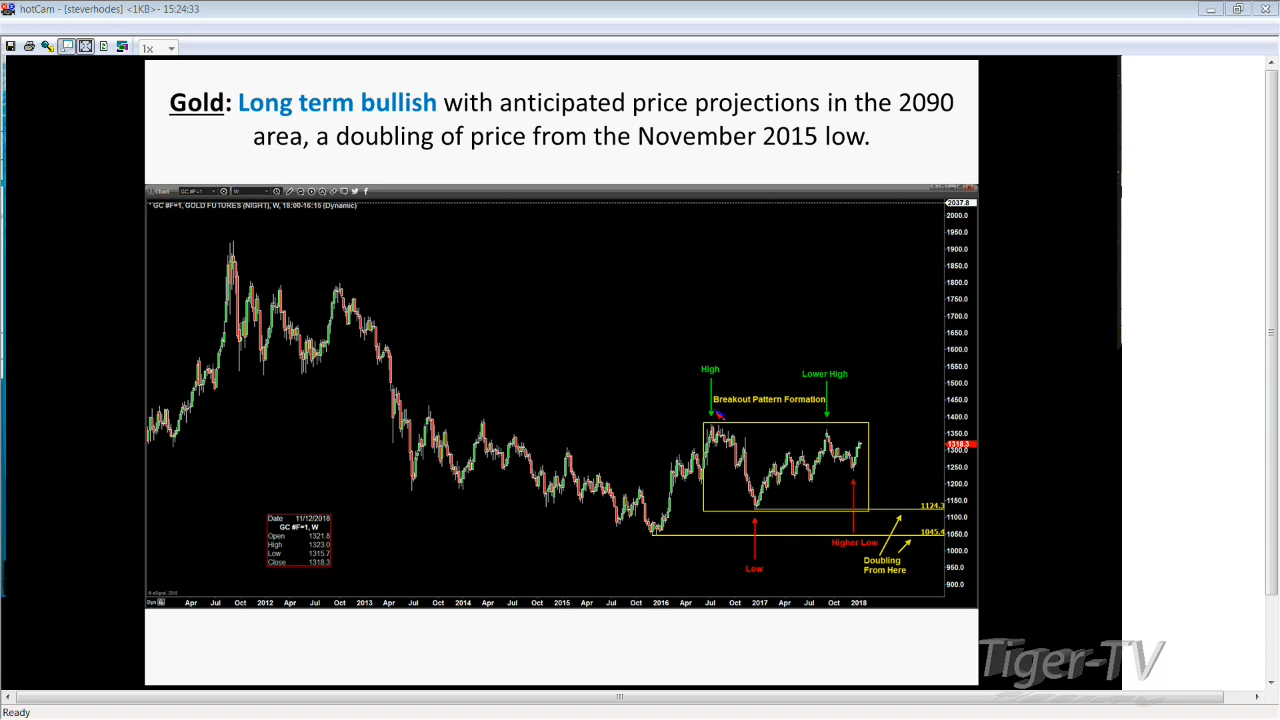 hotCam - [steverhodes] <1KB>- 15:24:33
1x
Gold: Long term bullish with anticipated price projections in the 2090
area, a doubling of price from the November 2015 low.
Chart GC #F=1 W
* GC #F=1, GOLD FUTURES (NIGHT), W, 18:00-16:15 (Dynamic)
2037.8
2000.0
1950.0
1900.0
1850.0
1800.0
1750.0
1700.0
1650.0
1600.0
1550.0
1500.0
1450.0
1400.0
1350.0
1318.3
1300.0
1250.0
1200.0
1150.0
1100.0
1050.0
1000.0
950.0
900.0
High
Lower High
Breakout Pattern Formation
1124.3
1045.4
Higher Low
Low
Doubling
From Here
Date 11/12/2018
GC #F=1, W
Open 1321.8
High 1323.0
Low 1315.7
Close 1318.3
© eSignal, 2018
Dyn Apr Jul Oct 2012 Apr Jul Oct 2013 Apr Jul Oct 2014 Apr Jul Oct 2015 Apr Jul Oct 2016 Apr Jul Oct 2017 Apr Jul Oct 2018
Tiger-TV
Ready